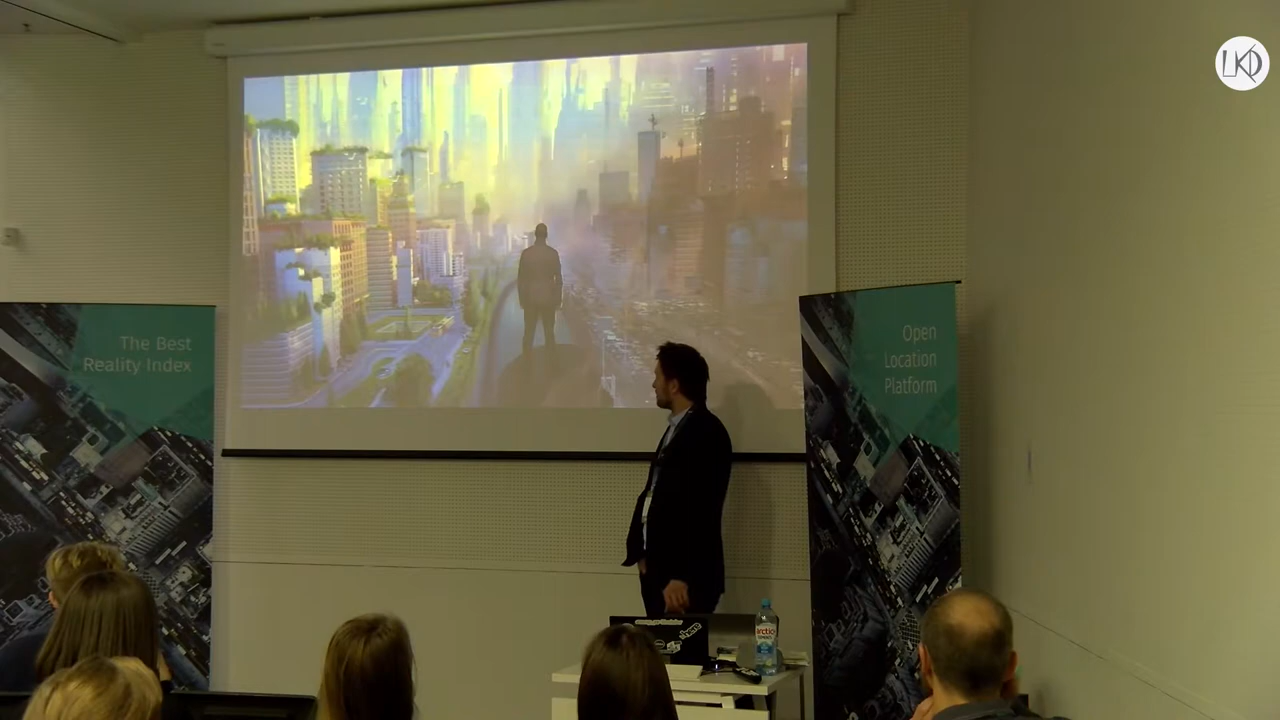 LKD
The Best
Reality Index
Open
Location
Platform
here
arctic